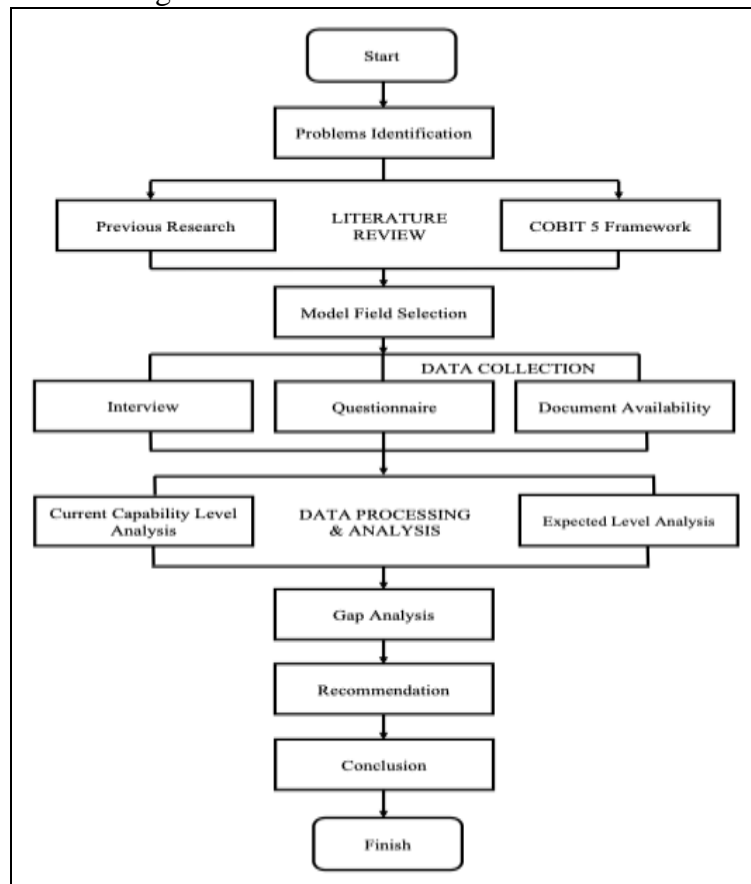 Start
Problems Identification
Previous Research
LITERATURE
REVIEW
COBIT 5 Framework
Model Field Selection
DATA COLLECTION
Interview
Questionnaire
Document Availability
Current Capability Level
Analysis
DATA PROCESSING
& ANALYSIS
Expected Level Analysis
Gap Analysis
Recommendation
Conclusion
Finish